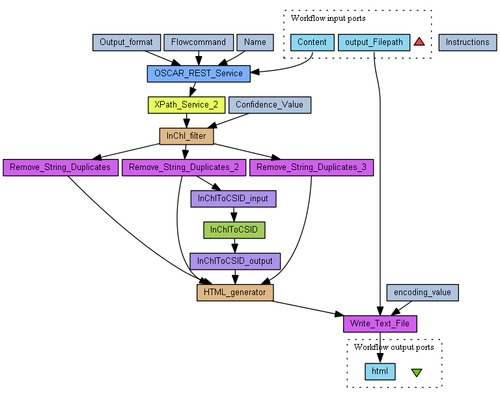 Workflow input ports
Output_format
Flowcommand
Name
Content
output_Filepath
Instructions
OSCAR_REST_Service
XPath_Service_2
Confidence_Value
InChI_filter
Remove_String_Duplicates
Remove_String_Duplicates_2
Remove_String_Duplicates_3
InChIToCSID_input
InChIToCSID
InChIToCSID_output
HTML_generator
encoding_value
Write_Text_File
Workflow output ports
html